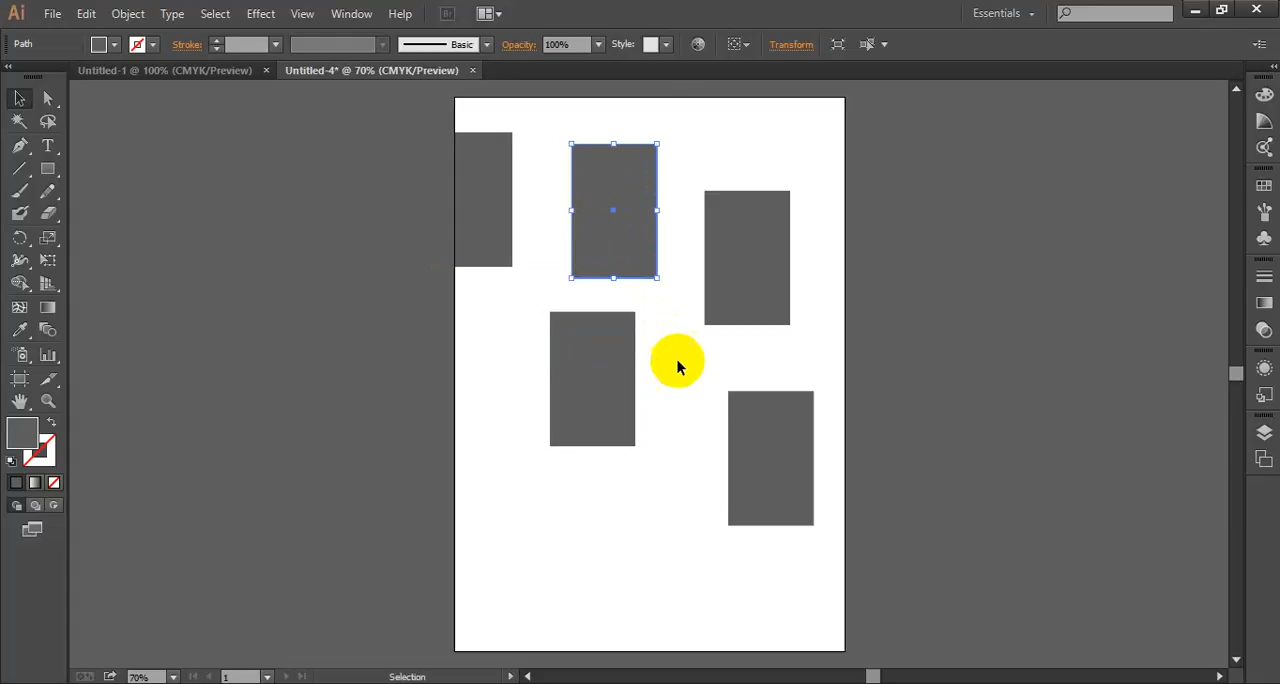 Ai File Edit Object Type Select Effect View Window Help Br Essentials
Path Stroke: Basic Opacity: 100% Style: Transform
Untitled-1 @ 100% (CMYK/Preview) × Untitled-4* @ 70% (CMYK/Preview) ×
T
70% 1 Selection